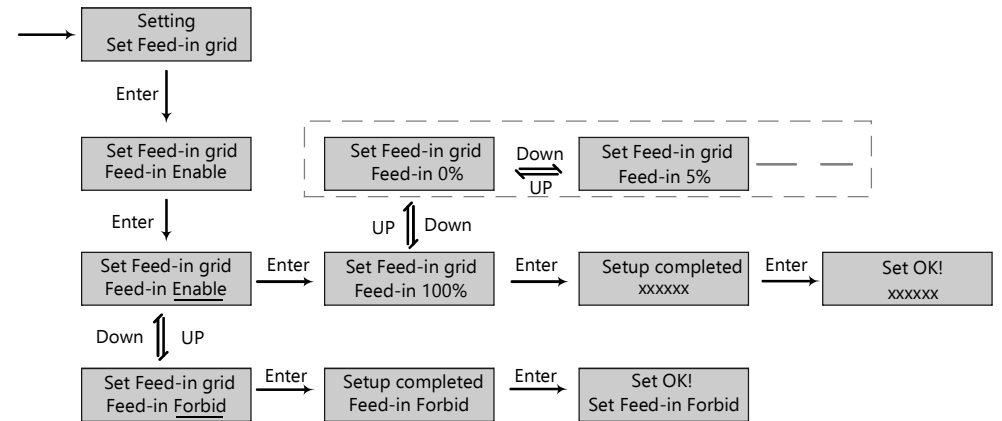 Setting
Set Feed-in grid
Enter
Set Feed-in grid
Feed-in Enable
Set Feed-in grid
Feed-in 0%
Down
UP
Set Feed-in grid
Feed-in 5%
Enter
UP
Down
Set Feed-in grid
Feed-in Enable
Enter
Set Feed-in grid
Feed-in 100%
Enter
Setup completed
xxxxxx
Enter
Set OK!
xxxxxx
Down
UP
Set Feed-in grid
Feed-in Forbid
Enter
Setup completed
Feed-in Forbid
Enter
Set OK!
Set Feed-in Forbid